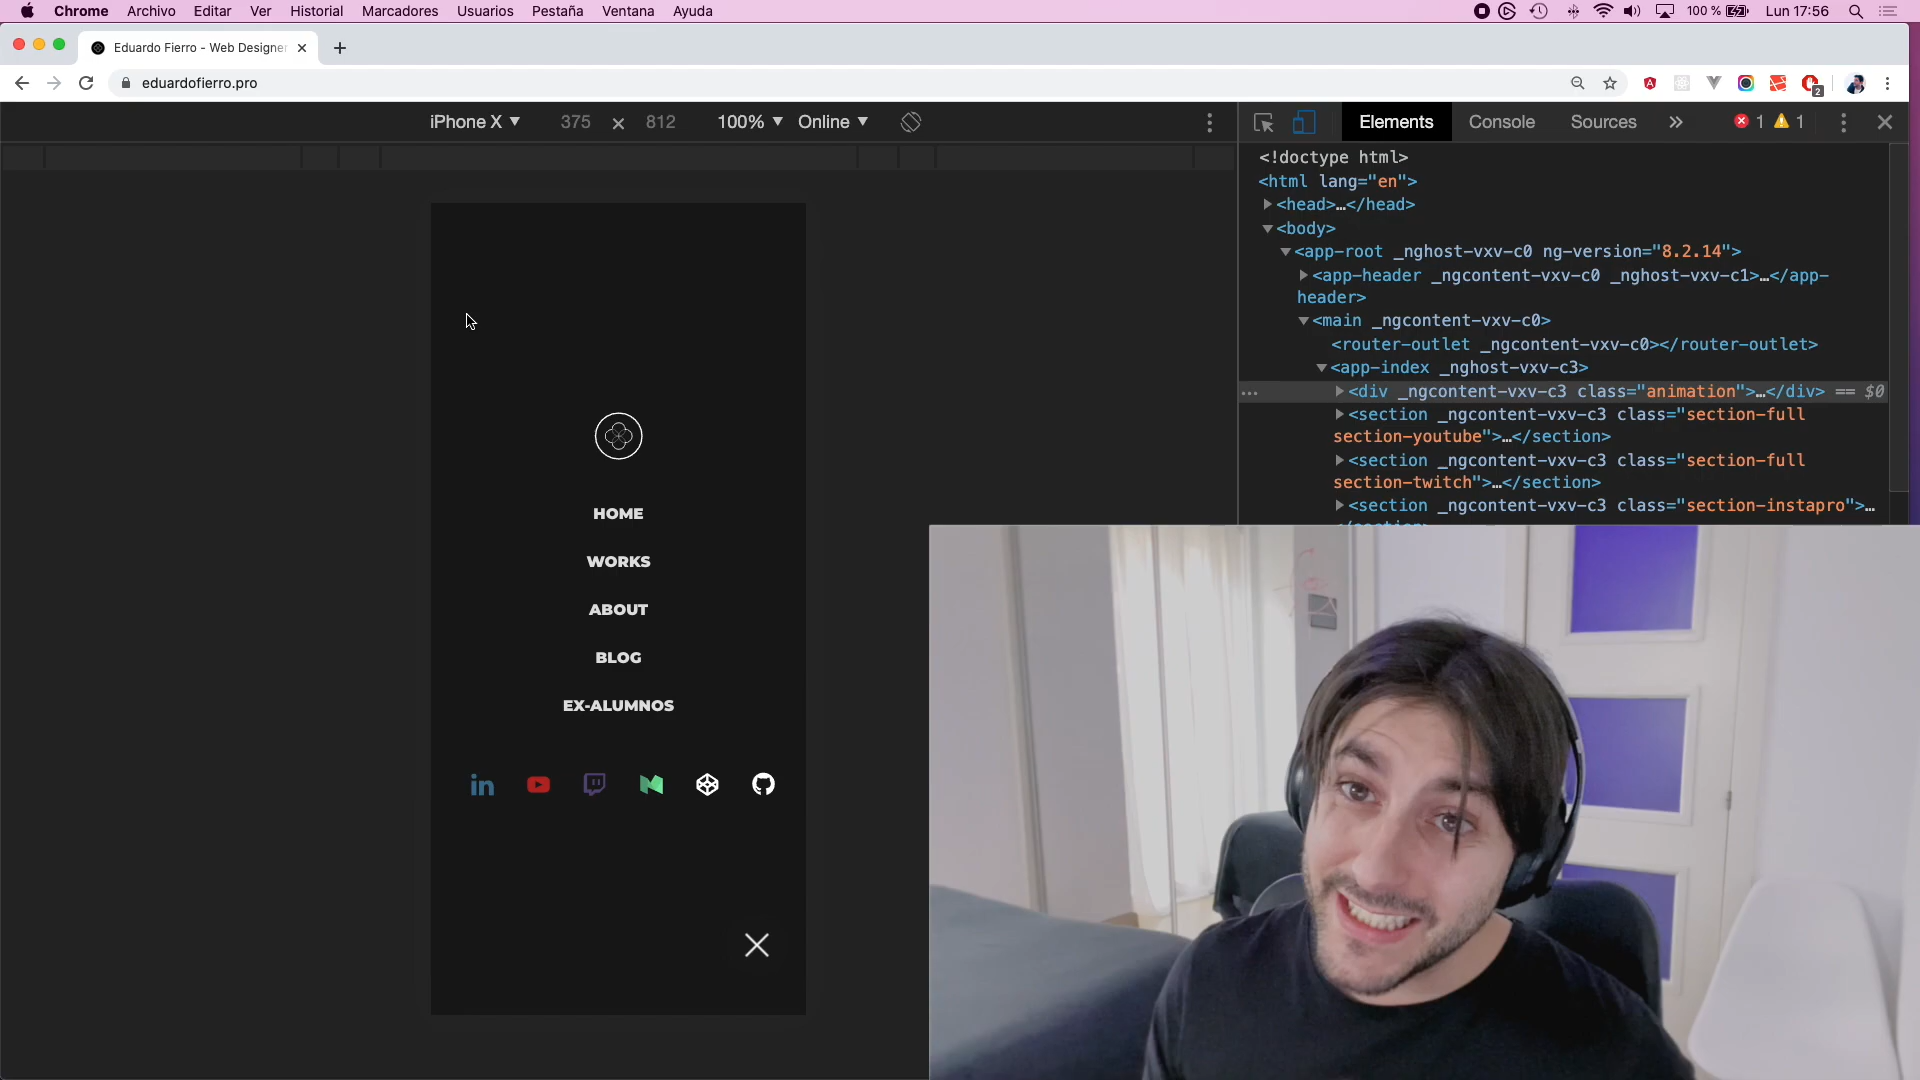 Chrome Archivo Editar Ver Historial Marcadores Usuarios Pestaña Ventana Ayuda 100 % Lun 17:56
Eduardo Fierro - Web Designer
eduardofierro.pro
2
iPhone X 375 812 100% Online
Elements Console Sources 1 1
<!doctype html>
<html lang="en">
<head>…</head>
<body>
<app-root _nghost-vxv-c0 ng-version="8.2.14">
<app-header _ngcontent-vxv-c0 _nghost-vxv-c1>…</app-
header>
<main _ngcontent-vxv-c0>
<router-outlet _ngcontent-vxv-c0></router-outlet>
<app-index _nghost-vxv-c3>
… <div _ngcontent-vxv-c3 class="animation">…</div> == $0
<section _ngcontent-vxv-c3 class="section-full
section-youtube">…</section>
<section _ngcontent-vxv-c3 class="section-full
section-twitch">…</section>
<section _ngcontent-vxv-c3 class="section-instapro">…
HOME
WORKS
ABOUT
BLOG
EX-ALUMNOS
in